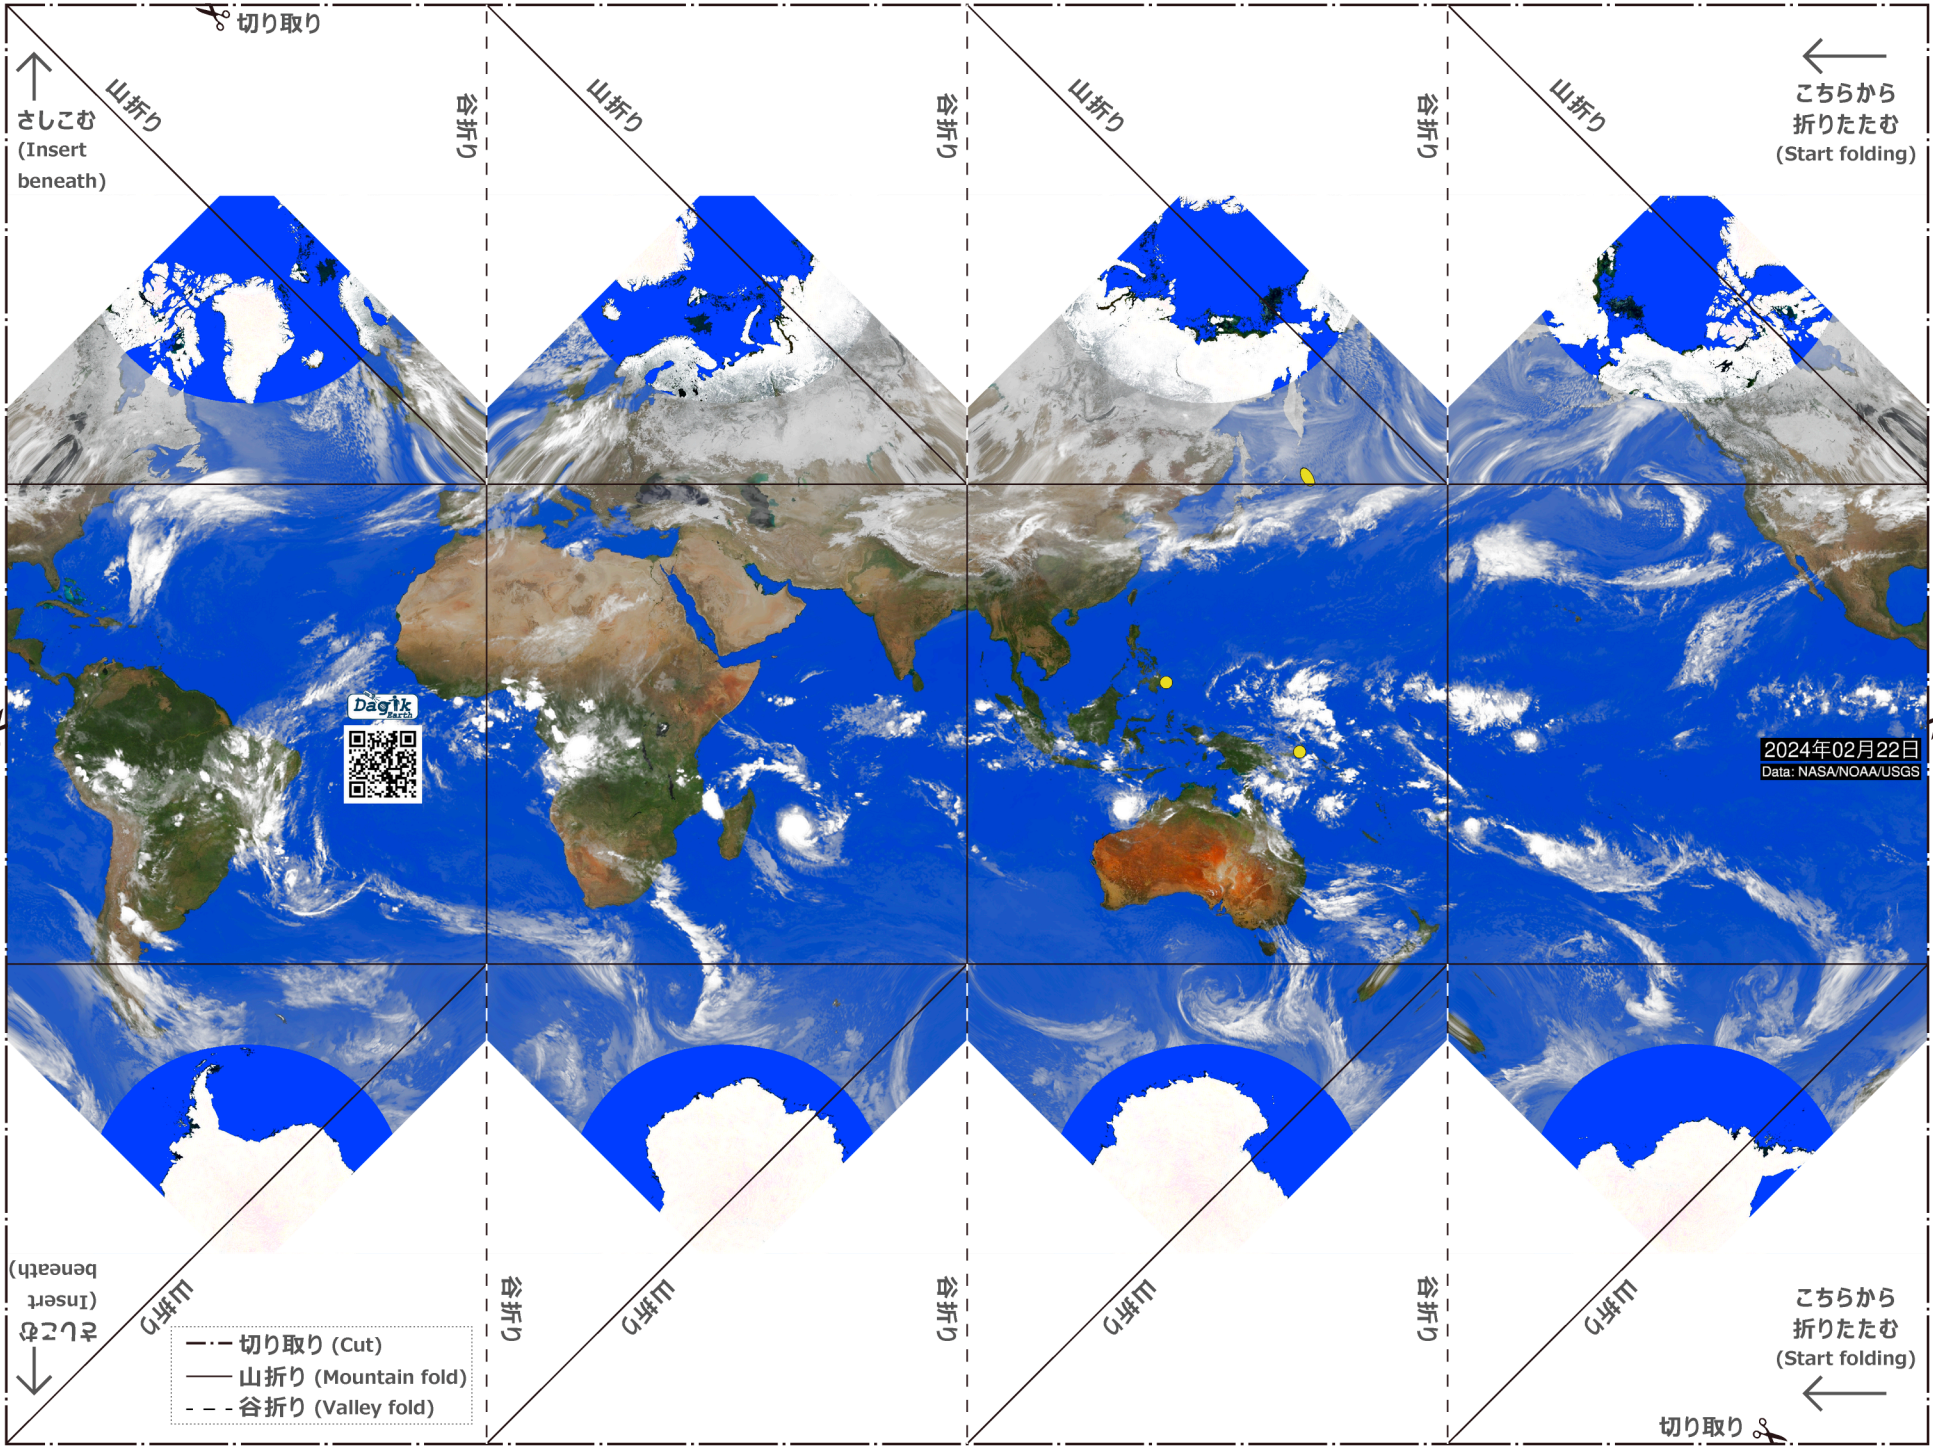 切り取り
山折り
谷折り
山折り
谷折り
山折り
谷折り
山折り
さしこむ
(Insert
beneath)
こちらから
折りたたむ
(Start folding)
Dagik
Earth
2024年02月22日
Data: NASA/NOAA/USGS
さしこむ
(Insert
beneath)
山折り
谷折り
山折り
谷折り
山折り
谷折り
山折り
こちらから
折りたたむ
(Start folding)
切り取り (Cut)
山折り (Mountain fold)
谷折り (Valley fold)
切り取り